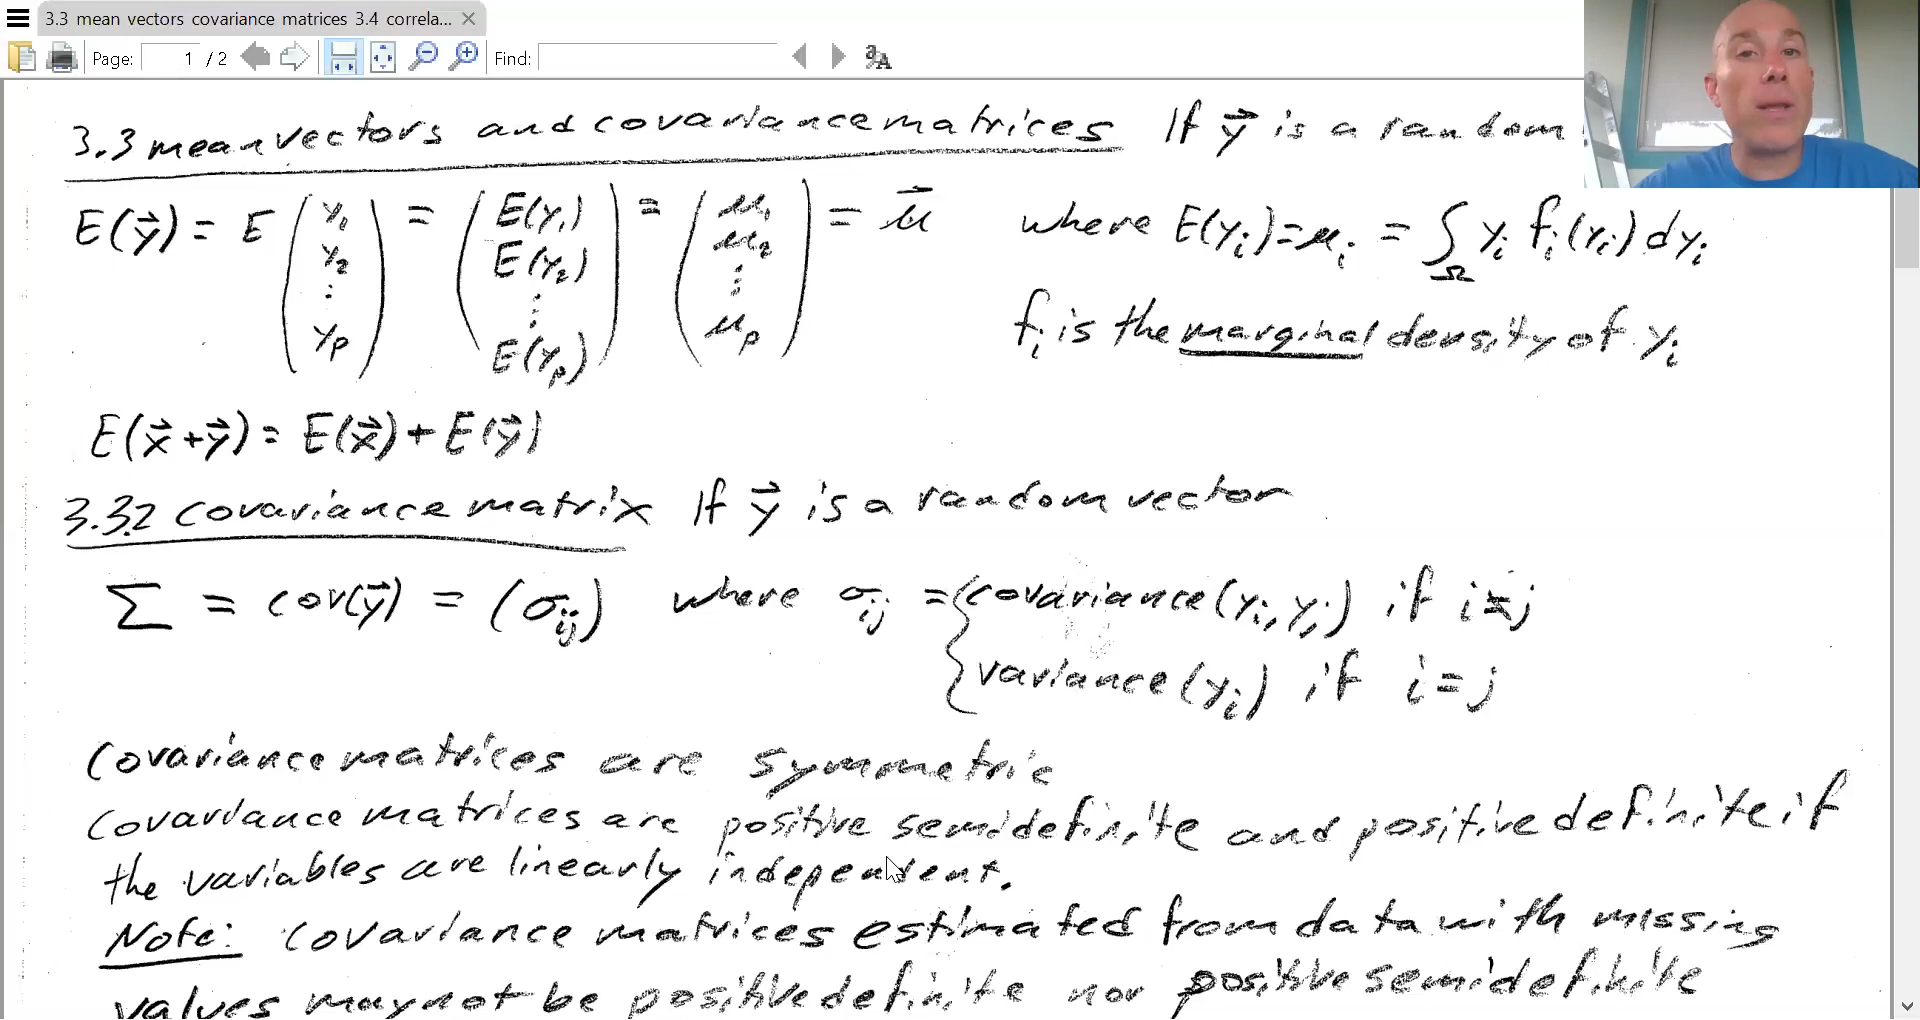 3.3 mean vectors covariance matrices 3.4 correla...
Page: 1 / 2 Find:
3.3 mean vectors and covariance matrices If y⃗ is a random
E(y⃗) = E (y₁ y₂ ⋮ yₚ) = (E(y₁) E(y₂) ⋮ E(yₚ)) = (μ₁ μ₂ ⋮ μₚ) = μ⃗ where E(yᵢ) = μᵢ = ∫_Ω yᵢ fᵢ(yᵢ) dyᵢ
fᵢ is the marginal density of yᵢ
E(x⃗ + y⃗) = E(x⃗) + E(y⃗)
3.3.2 covariance matrix If y⃗ is a random vector
Σ = cov(y⃗) = (σᵢⱼ) where σᵢⱼ = { covariance(yᵢ, yⱼ) if i ≠ j
{ variance(yᵢ) if i = j
Covariance matrices are symmetric
covariance matrices are positive semidefinite and positive definite if
the variables are linearly independent.
Note: covariance matrices estimated from data with missing
values may not be positive definite nor positive semidefinite